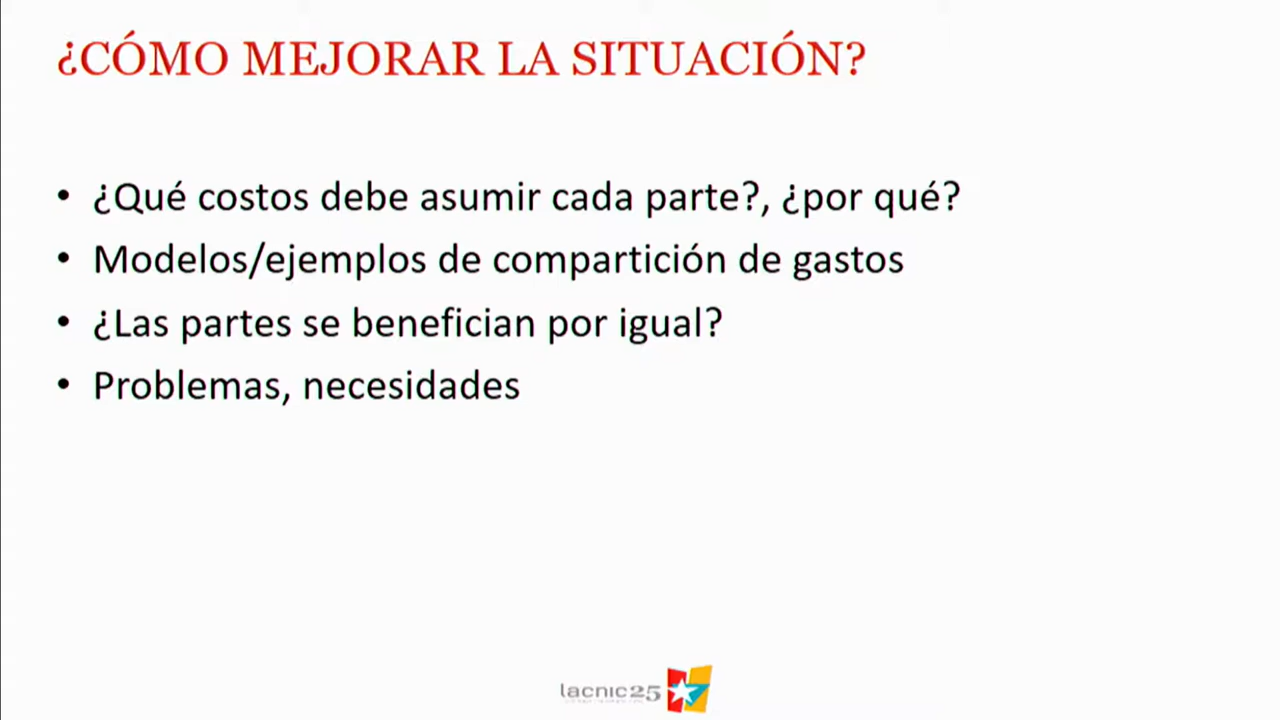 ¿CÓMO MEJORAR LA SITUACIÓN?
• ¿Qué costos debe asumir cada parte?, ¿por qué?
• Modelos/ejemplos de compartición de gastos
• ¿Las partes se benefician por igual?
• Problemas, necesidades
lacnic25